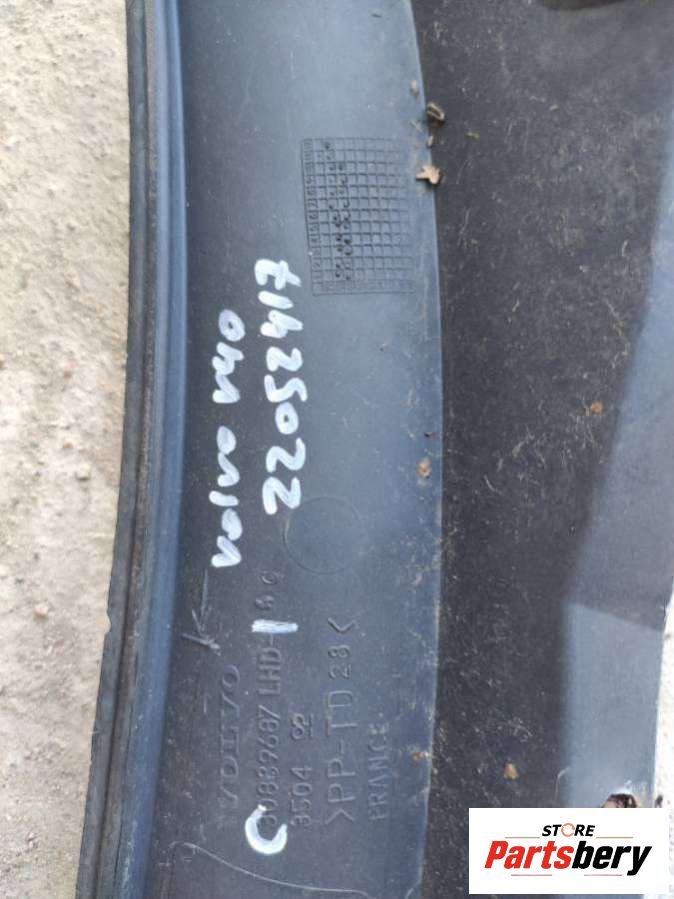 volvo v40
22052417
VOLVO
30889687 LHD
3504
>PP-TD 28<
FRANCE
STORE
Partsbery